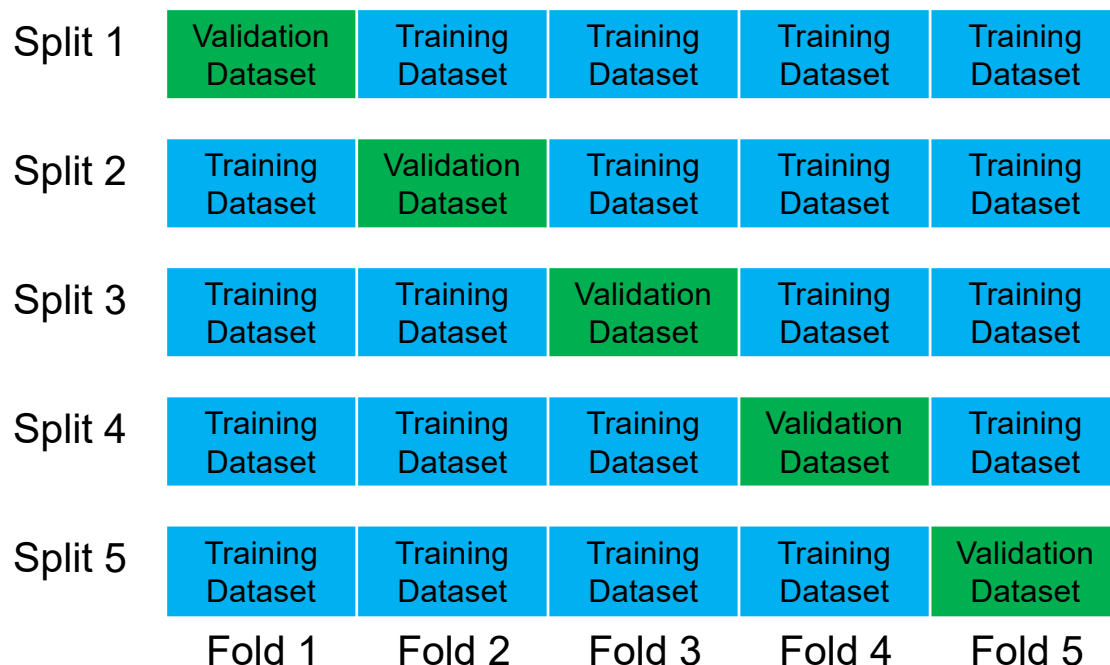 Split 1
Validation Training Training Training Training
Dataset Dataset Dataset Dataset Dataset
Split 2
Training Validation Training Training Training
Dataset Dataset Dataset Dataset Dataset
Split 3
Training Training Validation Training Training
Dataset Dataset Dataset Dataset Dataset
Split 4
Training Training Training Validation Training
Dataset Dataset Dataset Dataset Dataset
Split 5
Training Training Training Training Validation
Dataset Dataset Dataset Dataset Dataset
Fold 1 Fold 2 Fold 3 Fold 4 Fold 5